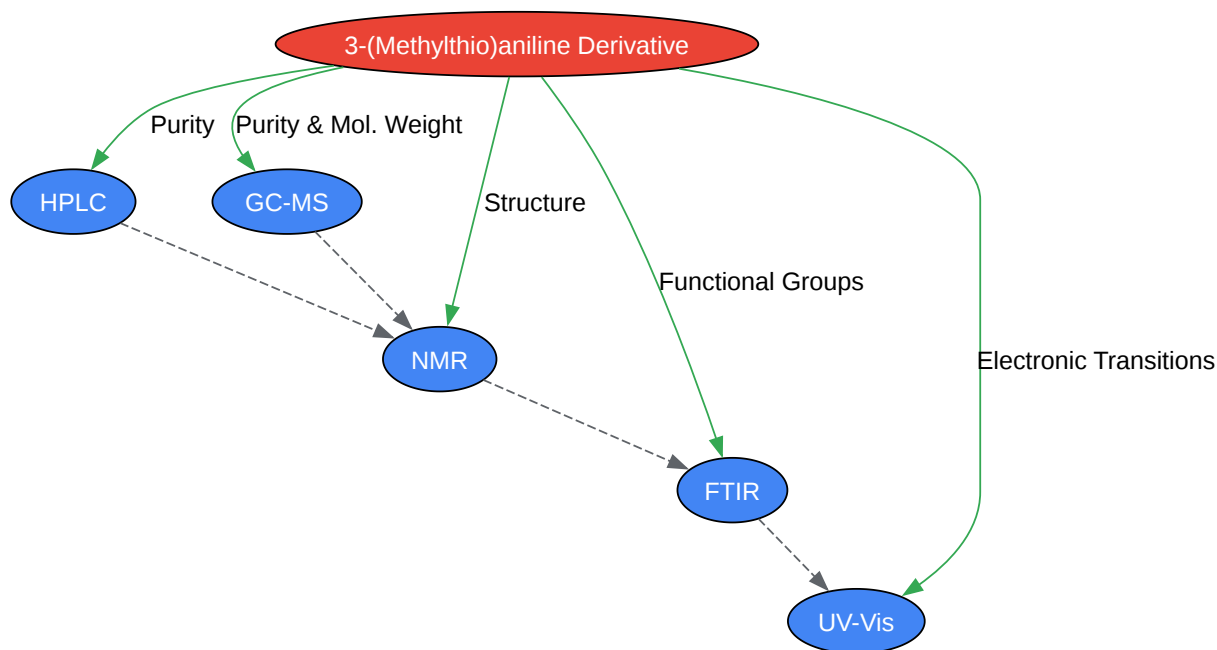 3-(Methylthio)aniline Derivative
Purity
Purity & Mol. Weight
HPLC
GC-MS
Structure
Functional Groups
NMR
Electronic Transitions
FTIR
UV-Vis